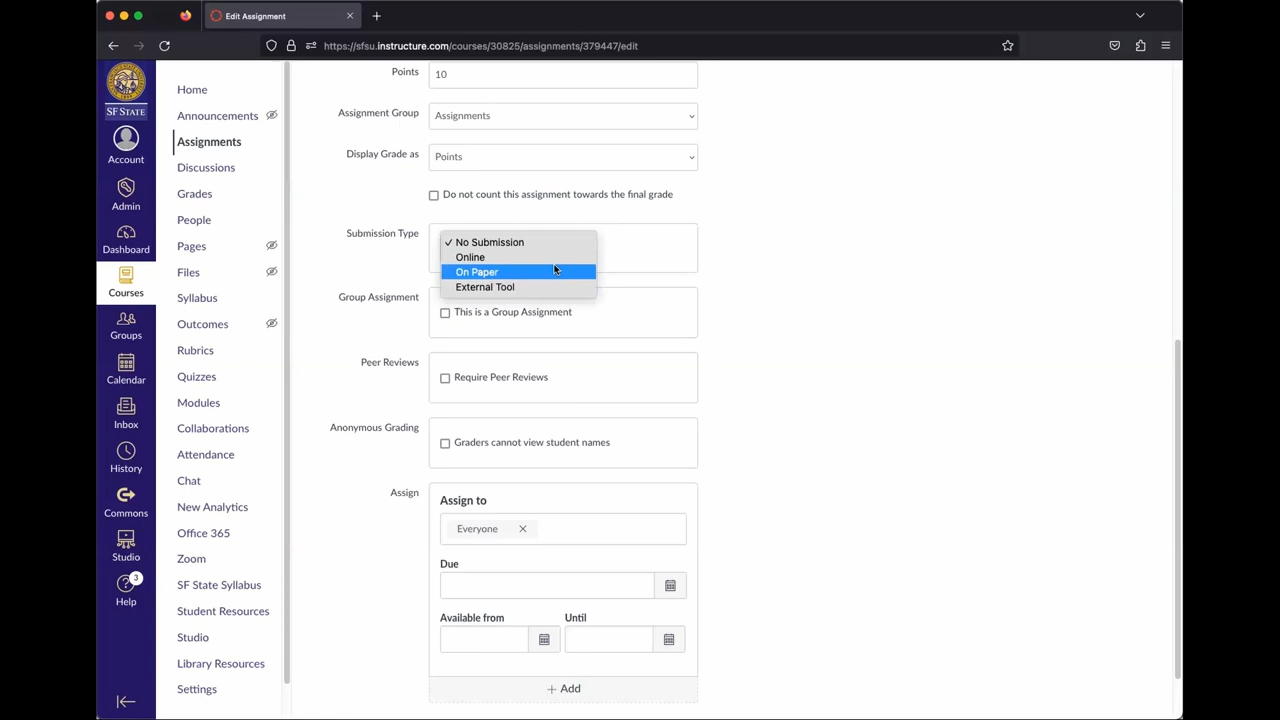 Edit Assignment
https://sfsu.instructure.com/courses/30825/assignments/379447/edit
SF STATE
Account
Admin
Dashboard
Courses
Groups
Calendar
Inbox
History
Commons
Studio
3
Help
Home
Announcements
Assignments
Discussions
Grades
People
Pages
Files
Syllabus
Outcomes
Rubrics
Quizzes
Modules
Collaborations
Attendance
Chat
New Analytics
Office 365
Zoom
SF State Syllabus
Student Resources
Studio
Library Resources
Settings
Points
10
Assignment Group
Assignments
Display Grade as
Points
Do not count this assignment towards the final grade
Submission Type
✓ No Submission
Online
On Paper
External Tool
Group Assignment
This is a Group Assignment
Peer Reviews
Require Peer Reviews
Anonymous Grading
Graders cannot view student names
Assign
Assign to
Everyone
Due
Available from
Until
+ Add